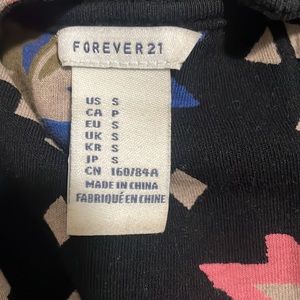 FOREVER 21
US S
CA P
EU S
UK S
KR S
JP S
CN 160/84A
MADE IN CHINA
FABRIQUÉ EN CHINE